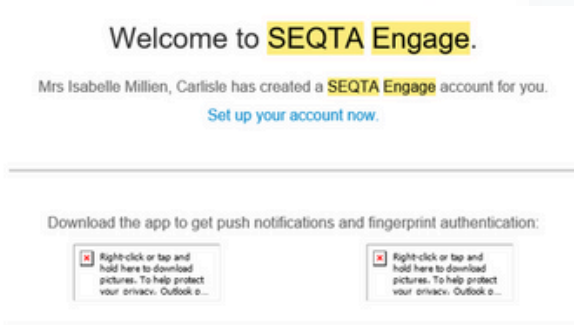 Welcome to SEQTA Engage.
Mrs Isabelle Millien, Carlisle has created a SEQTA Engage account for you.
Set up your account now.
Download the app to get push notifications and fingerprint authentication:
Right-click or tap and
hold here to download
pictures. To help protect
your privacy, Outlook p...
Right-click or tap and
hold here to download
pictures. To help protect
your privacy, Outlook p...